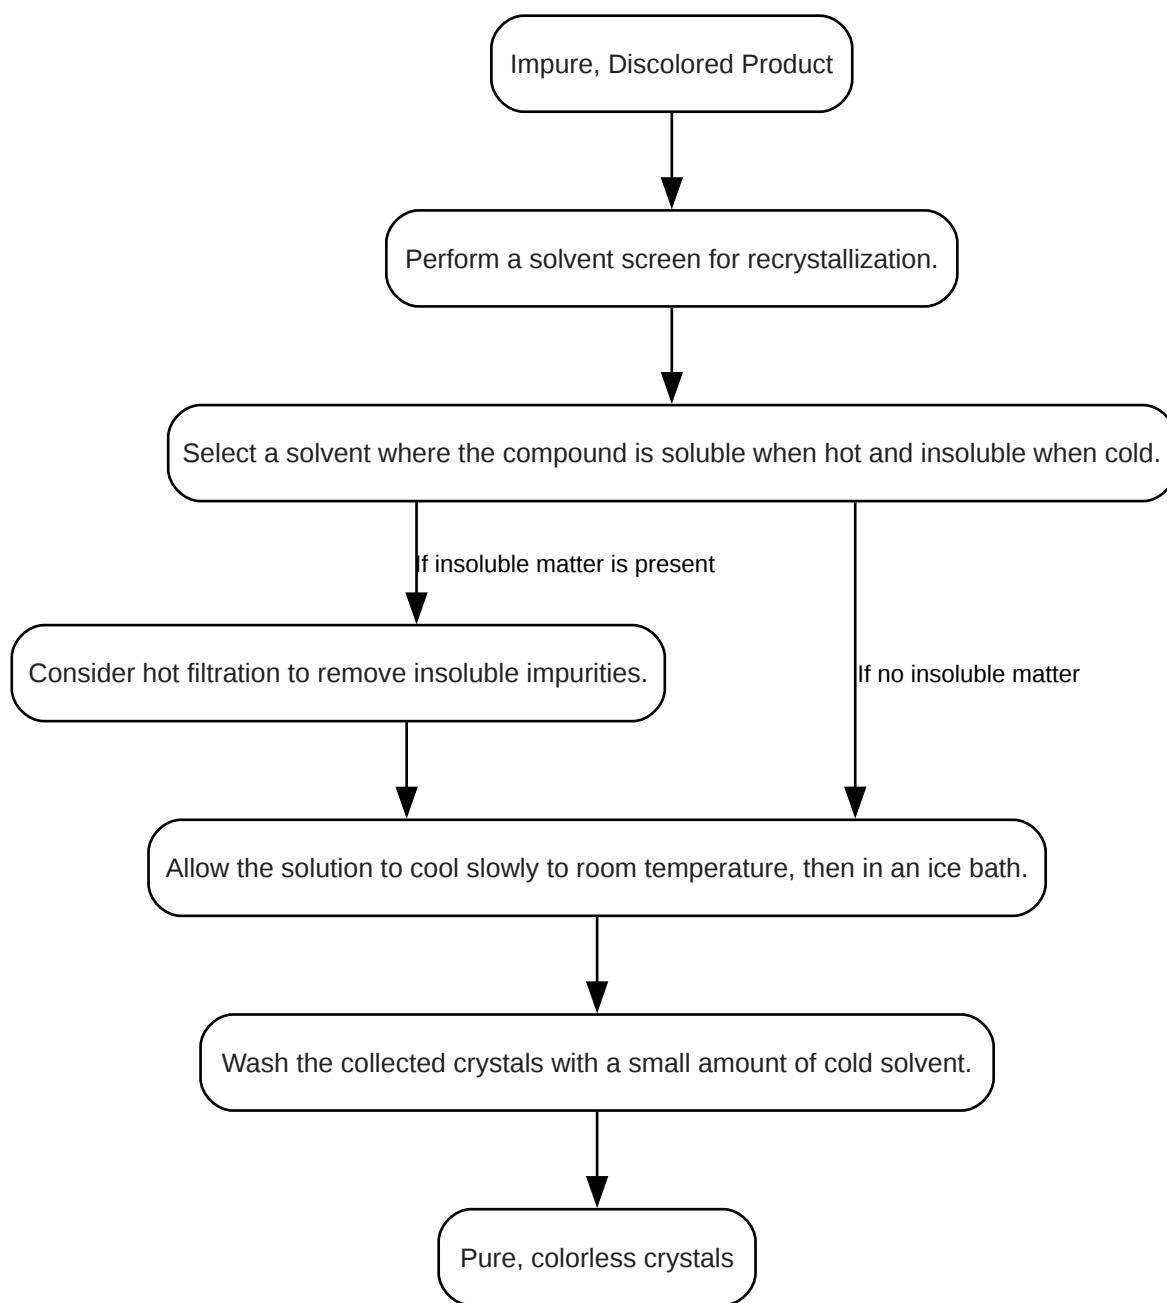 Impure, Discolored Product
Perform a solvent screen for recrystallization.
Select a solvent where the compound is soluble when hot and insoluble when cold.
If insoluble matter is present
Consider hot filtration to remove insoluble impurities.
If no insoluble matter
Allow the solution to cool slowly to room temperature, then in an ice bath.
Wash the collected crystals with a small amount of cold solvent.
Pure, colorless crystals